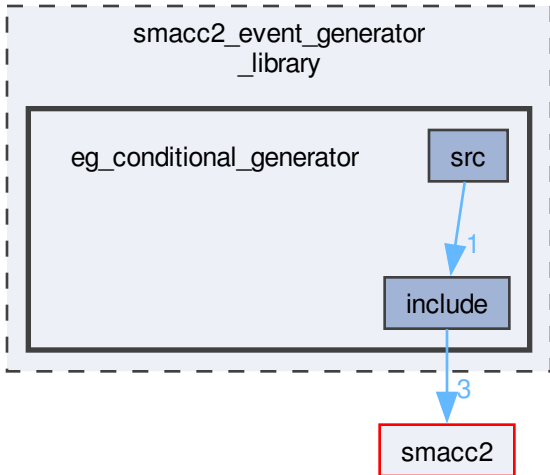 smacc2_event_generator
_library
eg_conditional_generator
src
1
include
3
smacc2